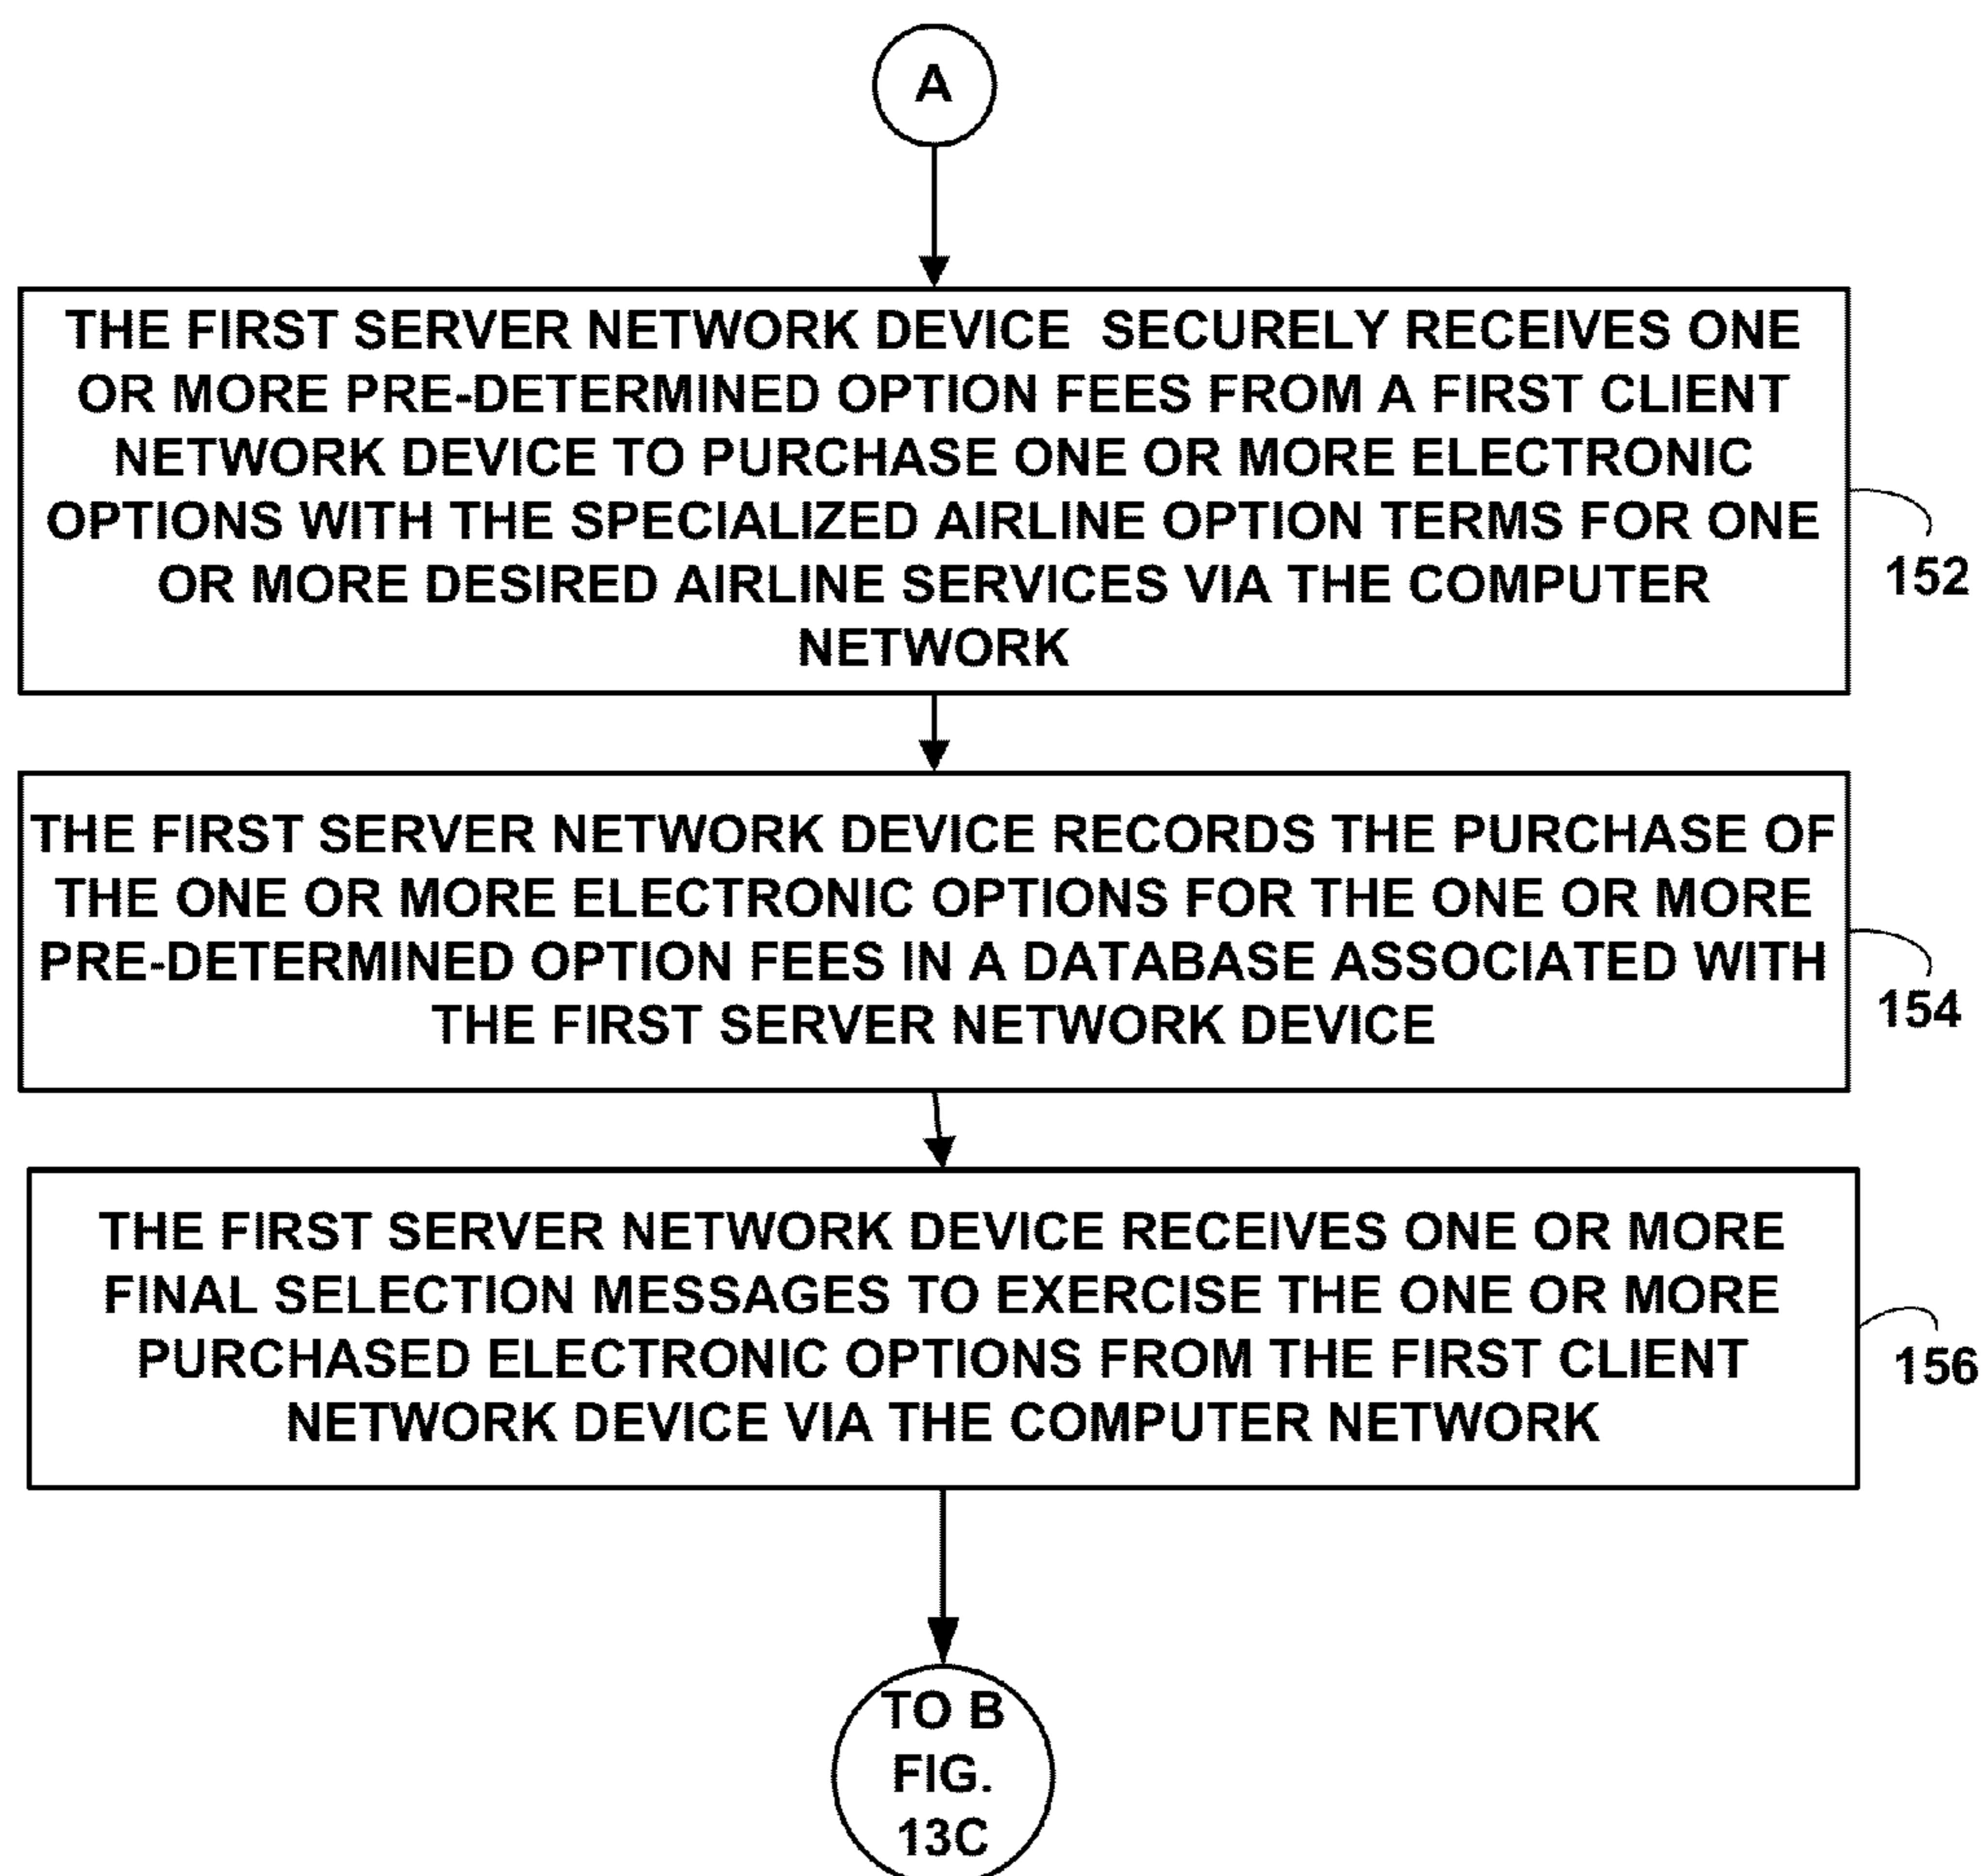 A
THE FIRST SERVER NETWORK DEVICE SECURELY RECEIVES ONE
OR MORE PRE-DETERMINED OPTION FEES FROM A FIRST CLIENT
NETWORK DEVICE TO PURCHASE ONE OR MORE ELECTRONIC
OPTIONS WITH THE SPECIALIZED AIRLINE OPTION TERMS FOR ONE
OR MORE DESIRED AIRLINE SERVICES VIA THE COMPUTER
NETWORK
152
THE FIRST SERVER NETWORK DEVICE RECORDS THE PURCHASE OF
THE ONE OR MORE ELECTRONIC OPTIONS FOR THE ONE OR MORE
PRE-DETERMINED OPTION FEES IN A DATABASE ASSOCIATED WITH
THE FIRST SERVER NETWORK DEVICE
154
THE FIRST SERVER NETWORK DEVICE RECEIVES ONE OR MORE
FINAL SELECTION MESSAGES TO EXERCISE THE ONE OR MORE
PURCHASED ELECTRONIC OPTIONS FROM THE FIRST CLIENT
NETWORK DEVICE VIA THE COMPUTER NETWORK
156
TO B
FIG.
13C